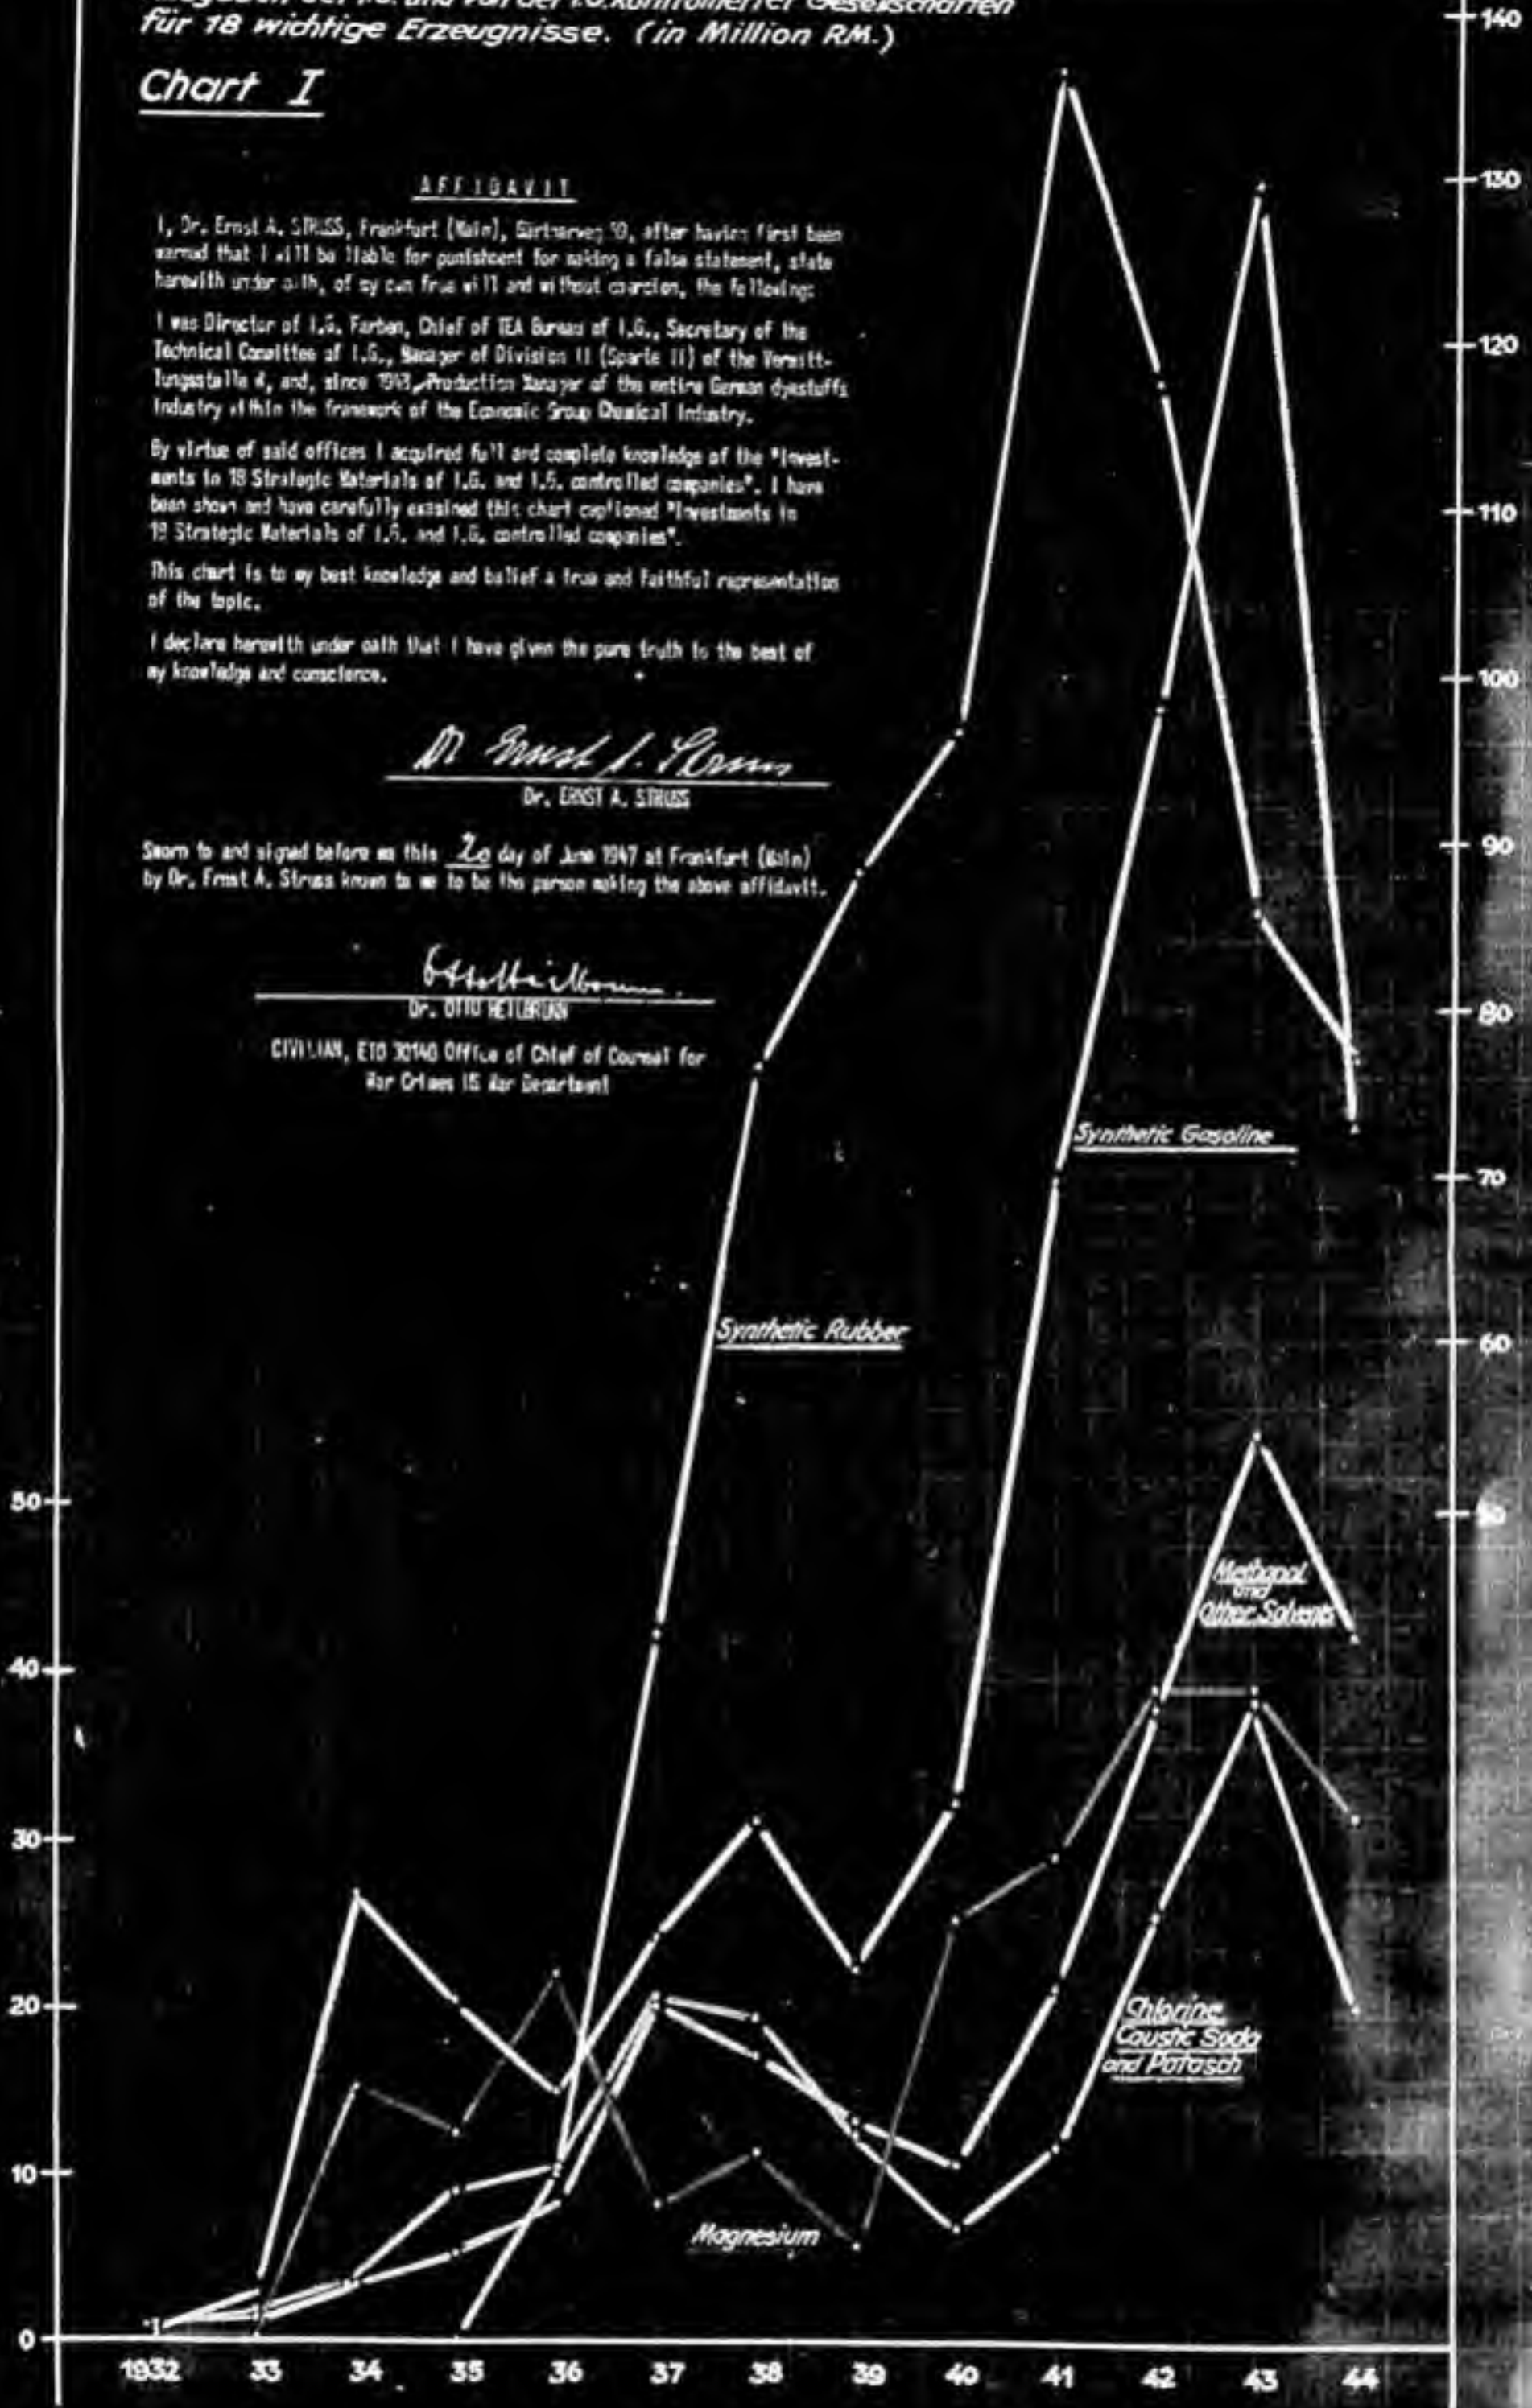 für 18 wichtige Erzeugnisse. (in Million RM.)
Chart I
AFFIDAVIT
I, Dr. Ernst A. STRUSS, Frankfurt (Main), after having first been
warned that I will be liable for punishment for making a false statement, state
herewith under oath, of my own free will and without coercion, the following:
I was Director of I.G. Farben, Chief of TEA Bureau of I.G., Secretary of the
Technical Committee of I.G., Manager of Division II (Sparte II) of the Vermitt-
lungsstelle W, and, since 1943, Production Manager of the entire German dyestuffs
Industry within the framework of the Economic Group Chemical Industry.
By virtue of said offices I acquired full and complete knowledge of the "Invest-
ments in 18 Strategic Materials of I.G. and I.G. controlled companies". I have
been shown and have carefully examined this chart captioned "Investments in
18 Strategic Materials of I.G. and I.G. controlled companies".
This chart is to my best knowledge and belief a true and faithful representation
of the topic.
I declare herewith under oath that I have given the pure truth to the best of
my knowledge and conscience.
Dr. ERNST A. STRUSS
Sworn to and signed before me this 20 day of June 1947 at Frankfurt (Main)
by Dr. Ernst A. Struss known to me to be the person making the above affidavit.
Dr. OTTO HEILBRUNN
CIVILIAN, ETO 30140 Office of Chief of Counsel for
War Crimes US War Department
140
130
120
110
100
90
80
70
60
50
50
40
30
20
10
0
Synthetic Gasoline
Synthetic Rubber
Methanol
and
Other Solvents
Chlorine
Caustic Soda
and Potasch
Magnesium
1932 33 34 35 36 37 38 39 40 41 42 43 44